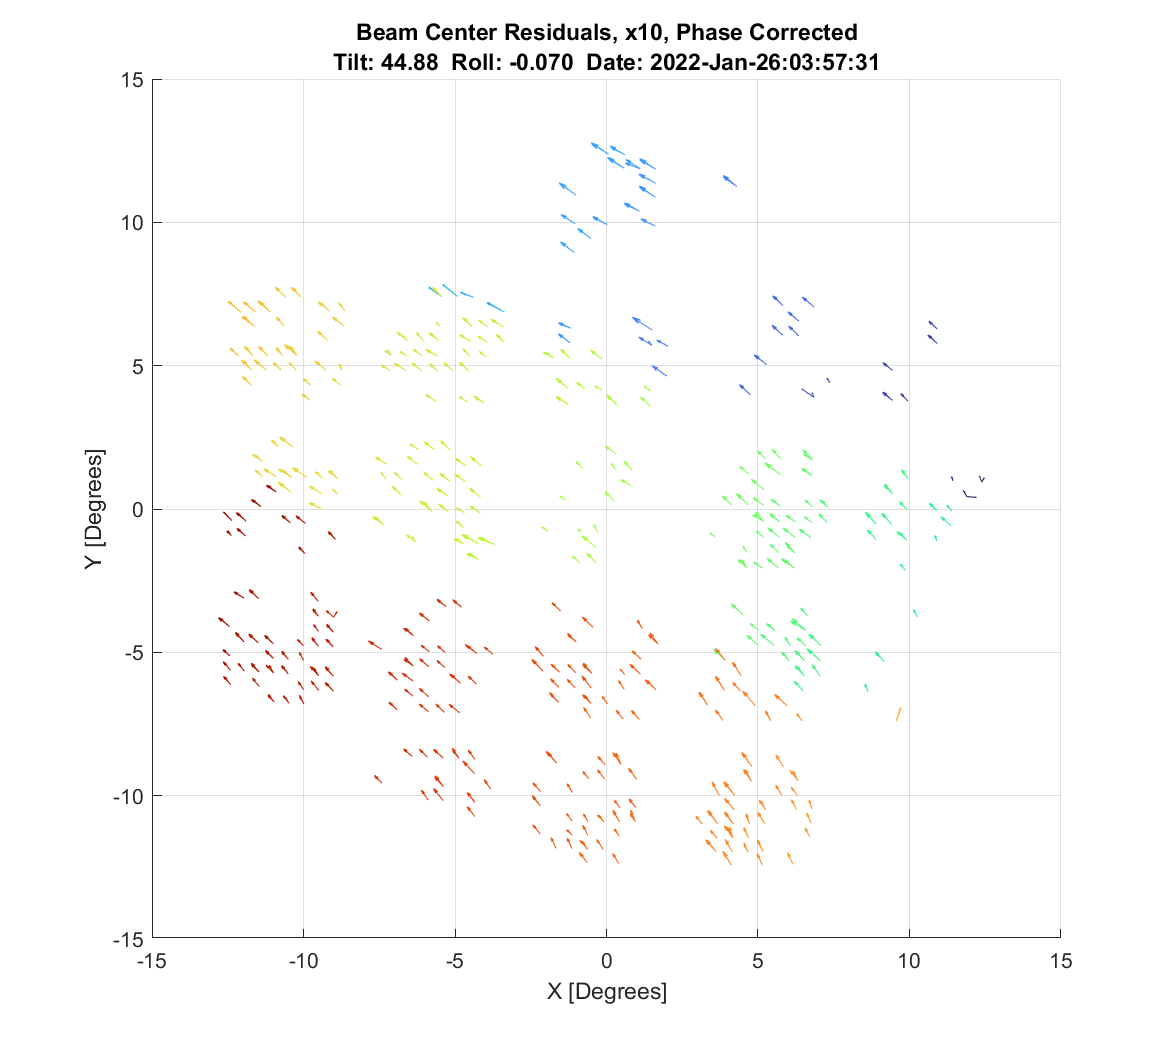 Beam Center Residuals, x10, Phase Corrected
Tilt: 44.88 Roll: -0.070 Date: 2022-Jan-26:03:57:31
15
10
5
0
-5
-10
-15
Y [Degrees]
-15 -10 -5 0 5 10 15
X [Degrees]